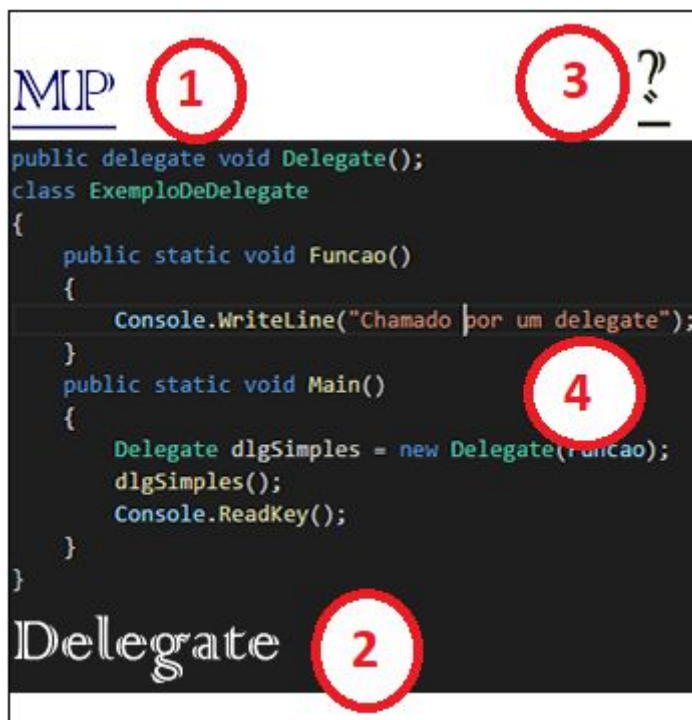 MP 1 3 ?
public delegate void Delegate();
class ExemploDeDelegate
{
public static void Funcao()
{
Console.WriteLine("Chamado por um delegate");
}
public static void Main()
4
{
Delegate dlgSimples = new Delegate(Funcao);
dlgSimples();
Console.ReadKey();
}
}
Delegate 2